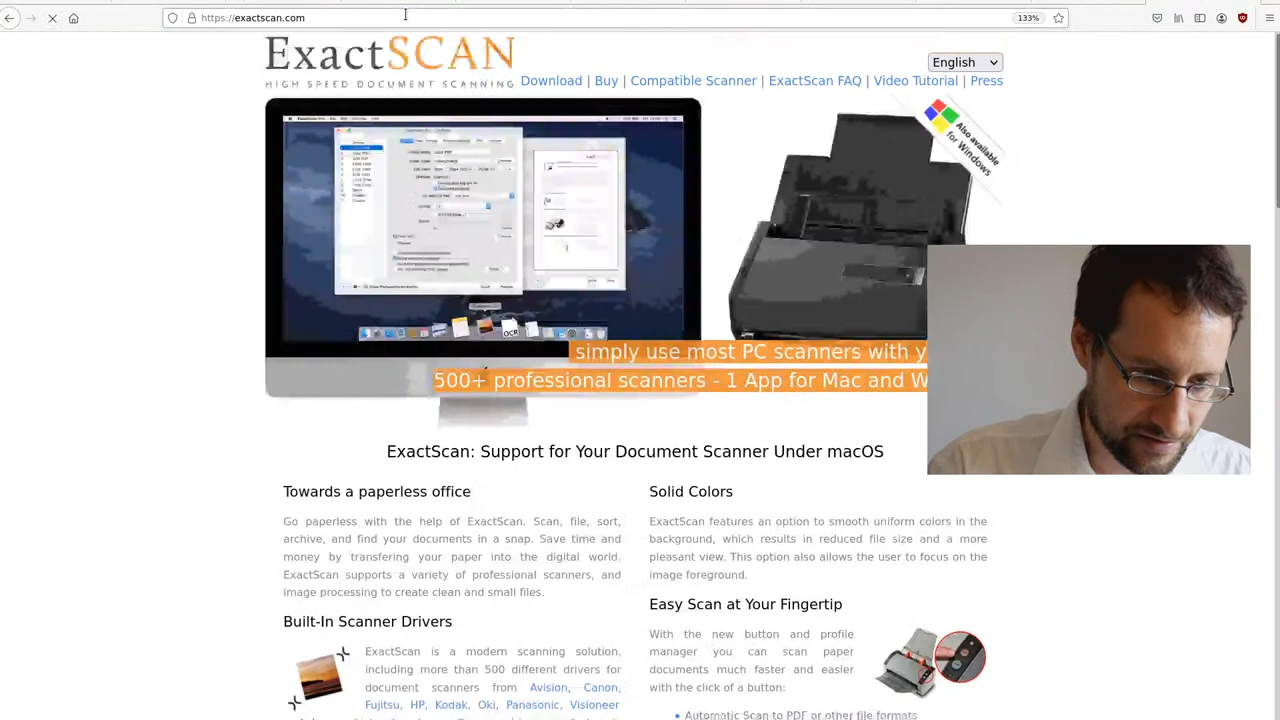 https://exactscan.com
133%
ExactSCAN
HIGH SPEED DOCUMENT SCANNING
English
Download | Buy | Compatible Scanner | ExactScan FAQ | Video Tutorial | Press
Also available
for Windows
OCR
simply use most PC scanners with y
500+ professional scanners - 1 App for Mac and W
ExactScan: Support for Your Document Scanner Under macOS
Towards a paperless office
Go paperless with the help of ExactScan. Scan, file, sort,
archive, and find your documents in a snap. Save time and
money by transfering your paper into the digital world.
ExactScan supports a variety of professional scanners, and
image processing to create clean and small files.
Built-In Scanner Drivers
ExactScan is a modern scanning solution,
including more than 500 different drivers for
document scanners from Avision, Canon,
Fujitsu, HP, Kodak, Oki, Panasonic, Visioneer
Solid Colors
ExactScan features an option to smooth uniform colors in the
background, which results in reduced file size and a more
pleasant view. This option also allows the user to focus on the
image foreground.
Easy Scan at Your Fingertip
With the new button and profile
manager you can scan paper
documents much faster and easier
with the click of a button:
Automatic Scan to PDF or other file formats